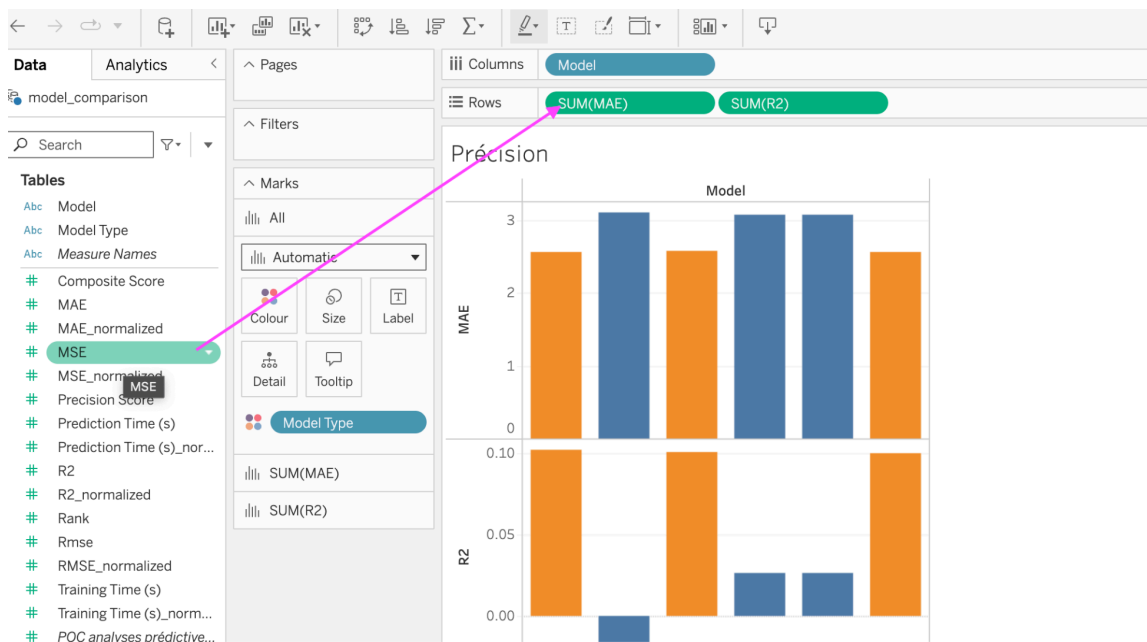 Data
Analytics
model_comparison
Search
Tables
Abc Model
Abc Model Type
Abc Measure Names
Composite Score
MAE
MAE_normalized
MSE
MSE_normalized
MSE
Precision Score
Prediction Time (s)
Prediction Time (s)_nor...
R2
R2_normalized
Rank
Rmse
RMSE_normalized
Training Time (s)
Training Time (s)_norm...
POC analyses prédictive...
Pages
Filters
Marks
All
Automatic
Colour
Size
T
Label
Detail
Tooltip
Model Type
SUM(MAE)
SUM(R2)
T
Columns
Model
Rows
SUM(MAE)
SUM(R2)
Précision
Model
MAE
3
2
1
0
R2
0.10
0.05
0.00